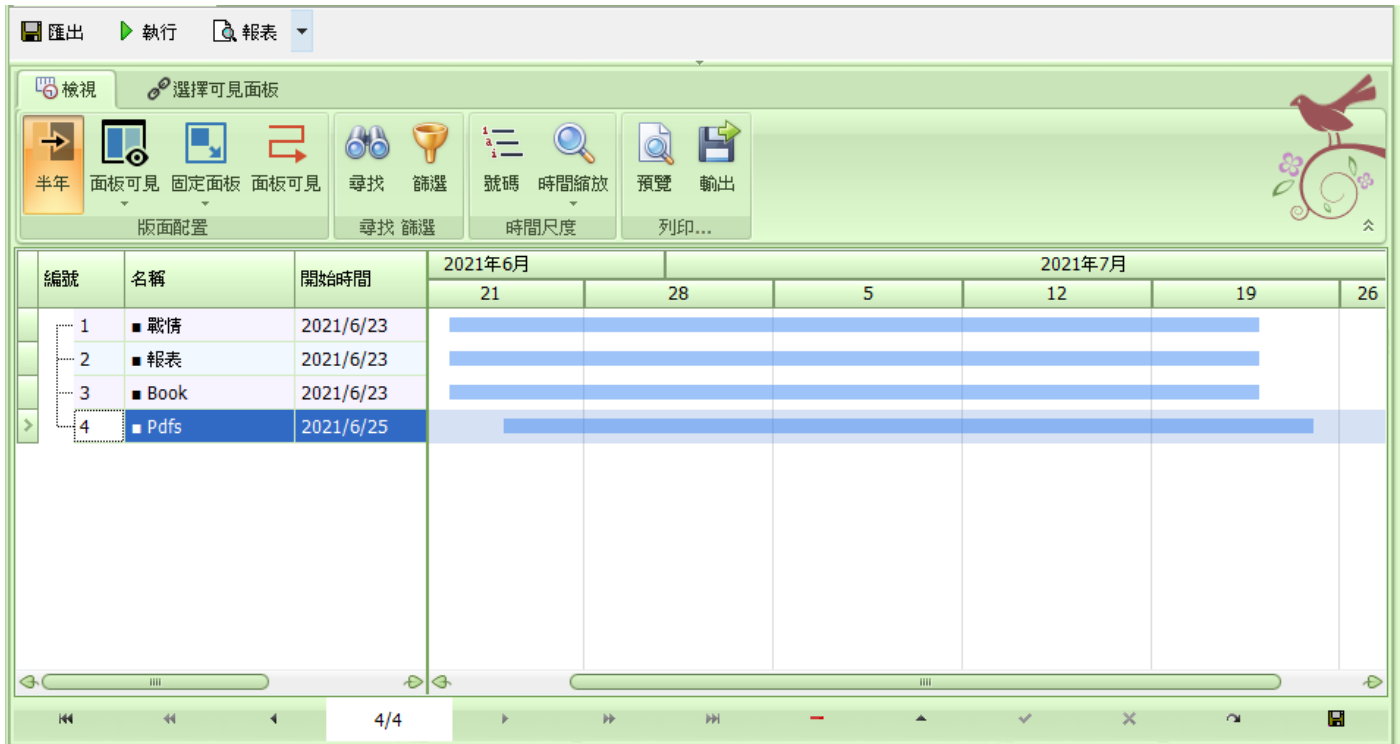 匯出 執行 報表
檢視 選擇可見面板
半年 面板可見 固定面板 面板可見 尋找 篩選 號碼 時間縮放 預覽 輸出
版面配置 尋找 篩選 時間尺度 列印...
編號 名稱 開始時間 2021年6月 2021年7月
21 28 5 12 19 26
1 ■ 戰情 2021/6/23
2 ■ 報表 2021/6/23
3 ■ Book 2021/6/23
4 ■ Pdfs 2021/6/25
4/4